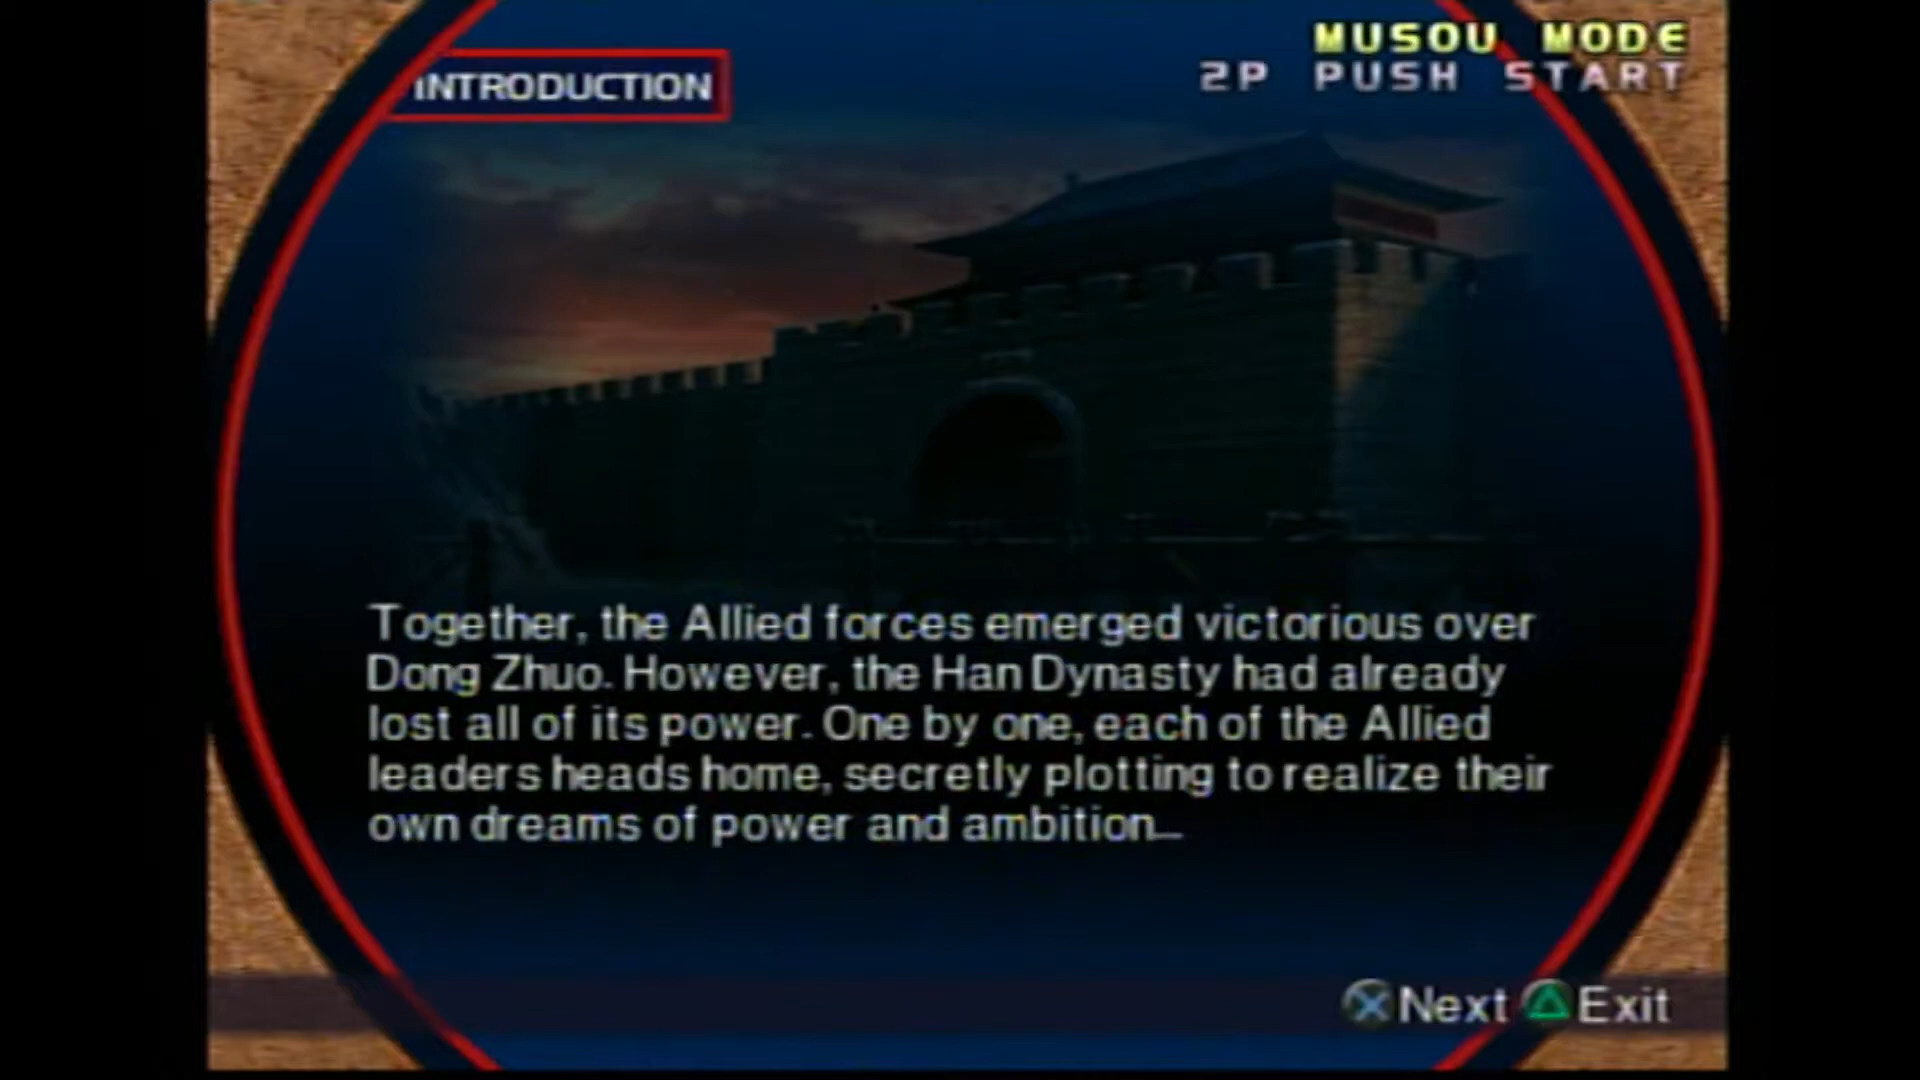 MUSOU MODE
INTRODUCTION
2P PUSH START
Together, the Allied forces emerged victorious over
Dong Zhuo. However, the Han Dynasty had already
lost all of its power. One by one, each of the Allied
leaders heads home, secretly plotting to realize their
own dreams of power and ambition...
Next Exit